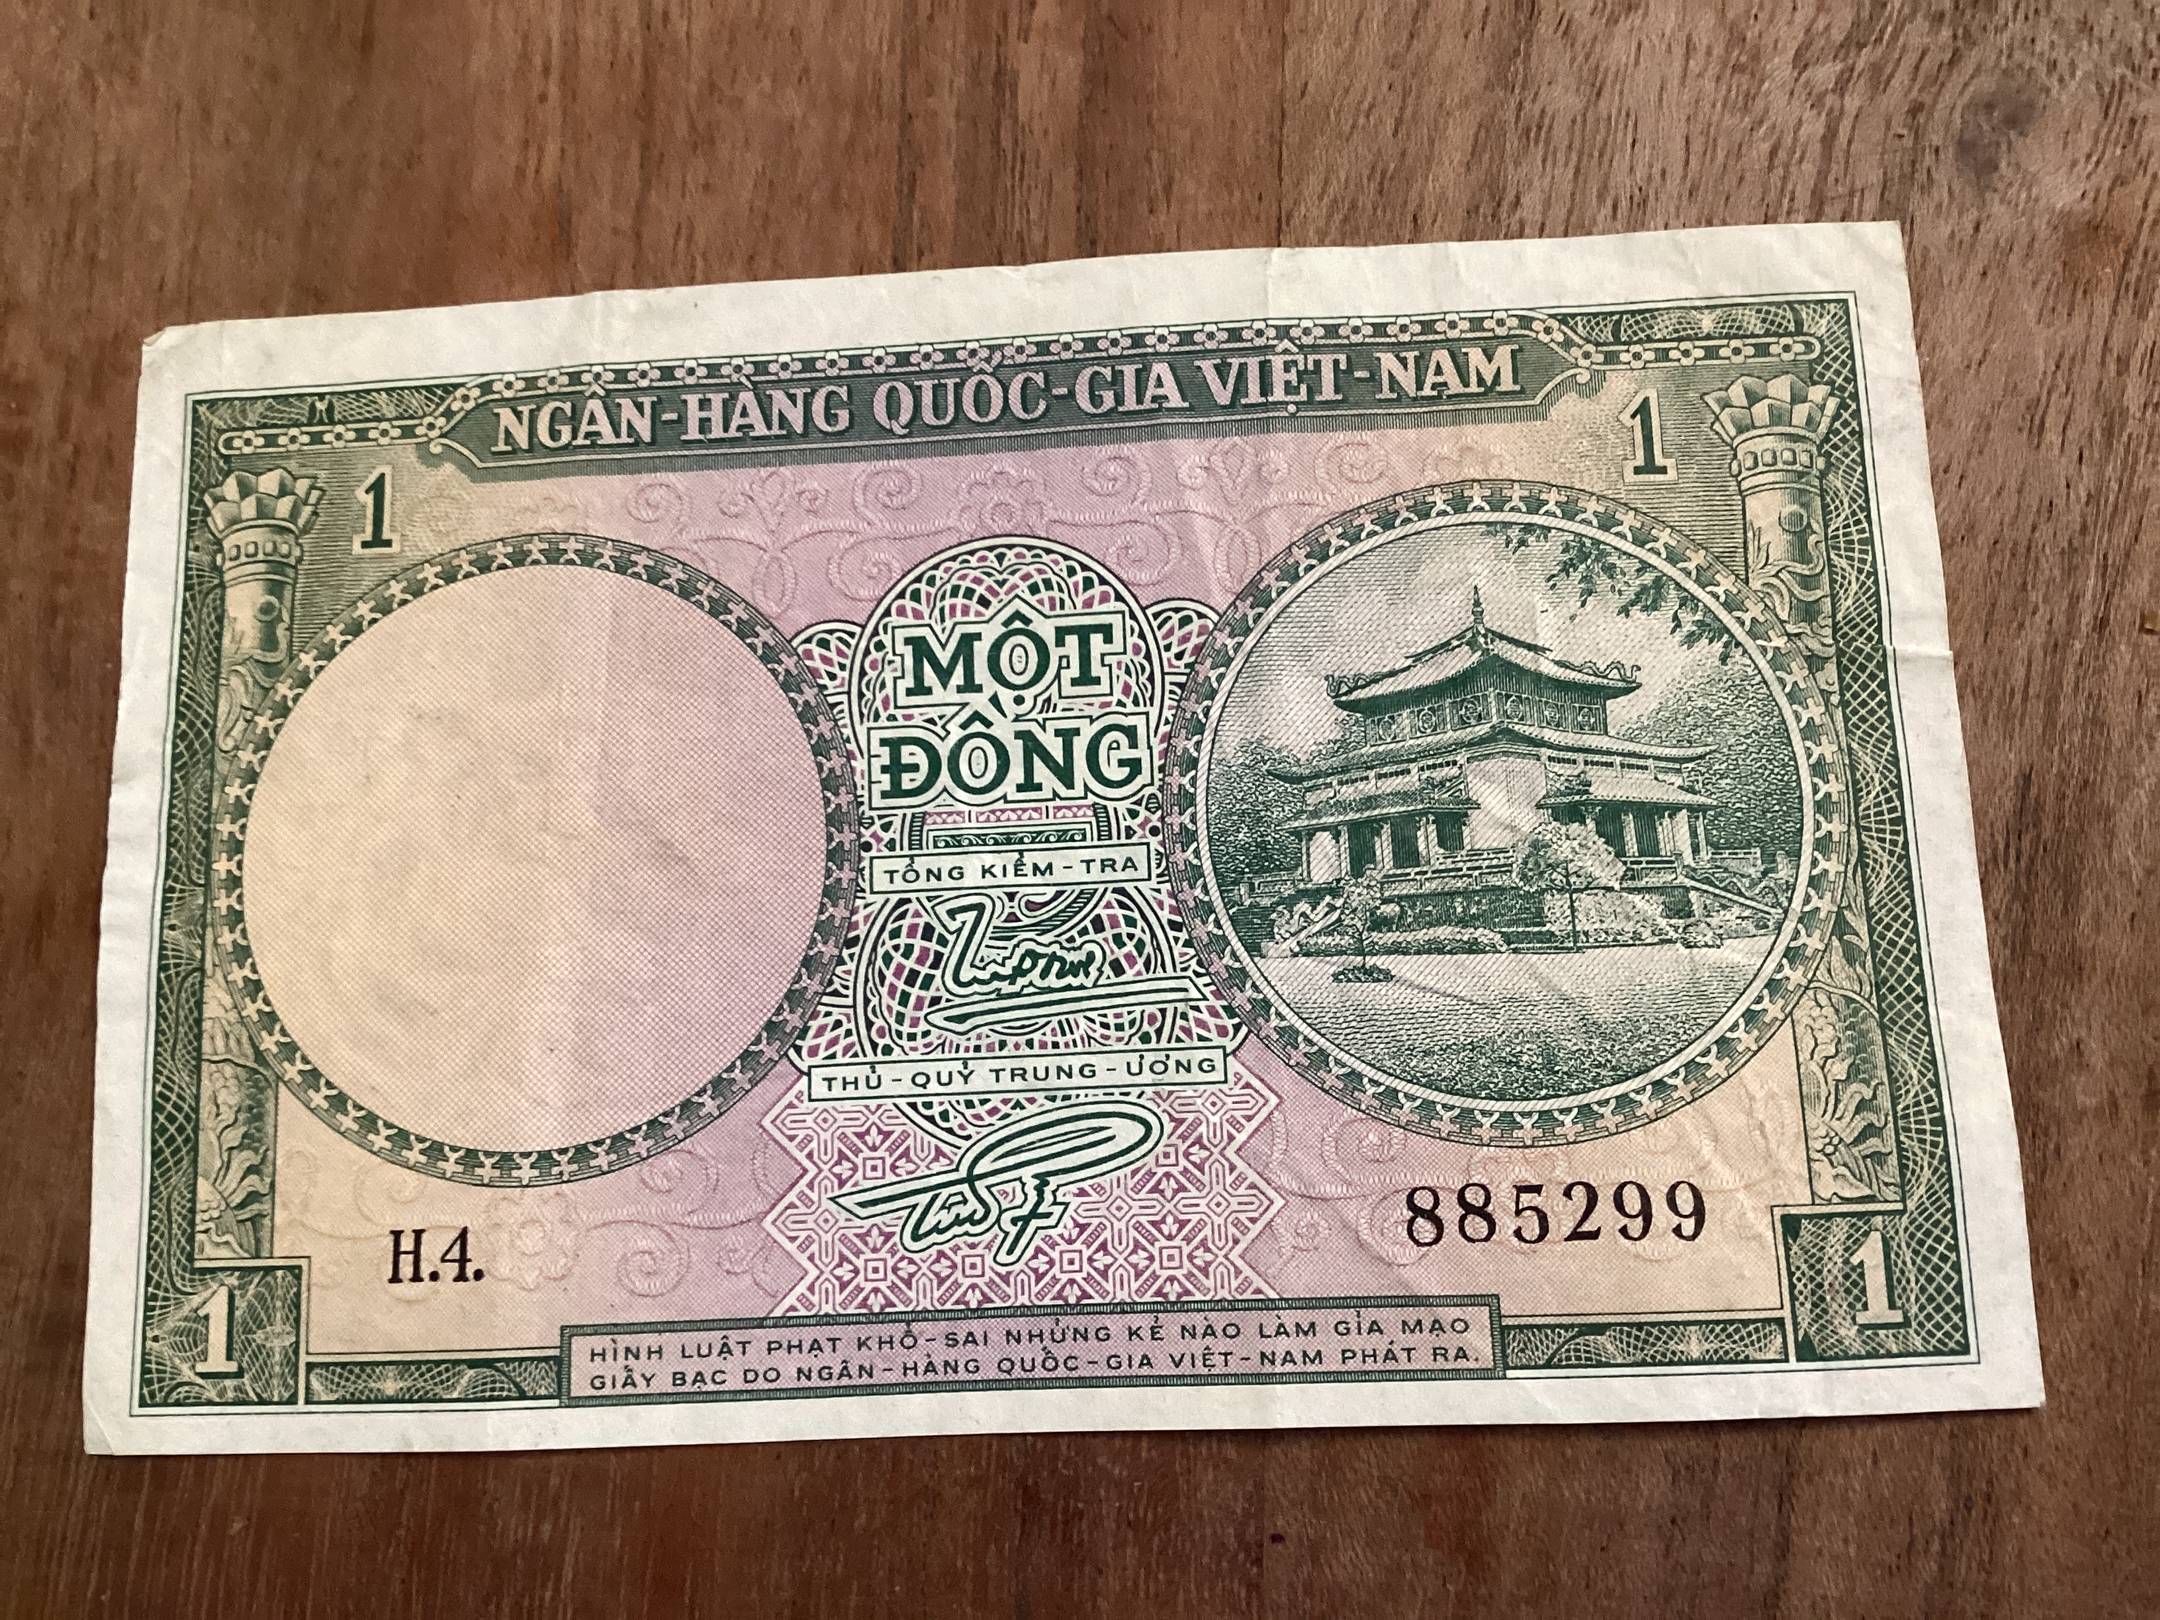 NGÂN-HÀNG QUỐC-GIA VIỆT-NAM
1
1
MỘT
ĐỒNG
TỔNG KIỂM-TRA
THỦ-QUỸ TRUNG-ƯƠNG
H.4.
885299
1
1
HÌNH LUẬT PHẠT KHỔ-SAI NHỮNG KẺ NÀO LÀM GIẢ MẠO
GIẤY BẠC DO NGÂN-HÀNG QUỐC-GIA VIỆT-NAM PHÁT RA.